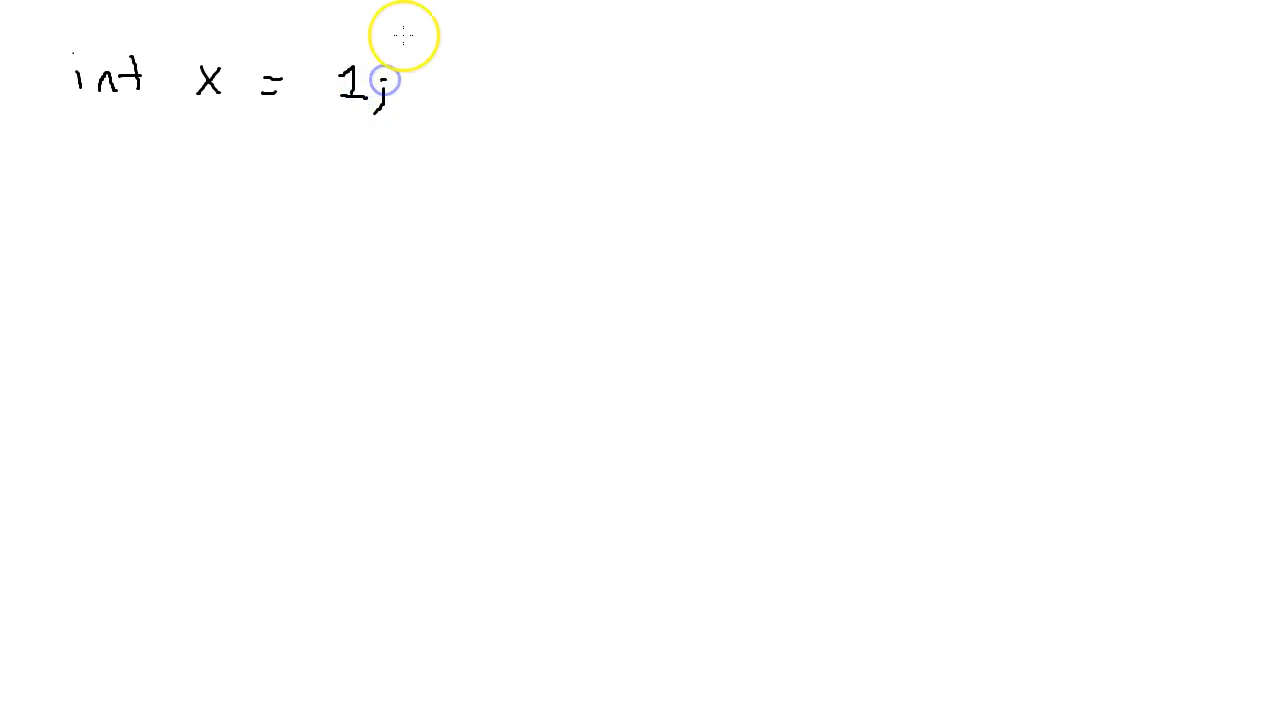 int x = 1;